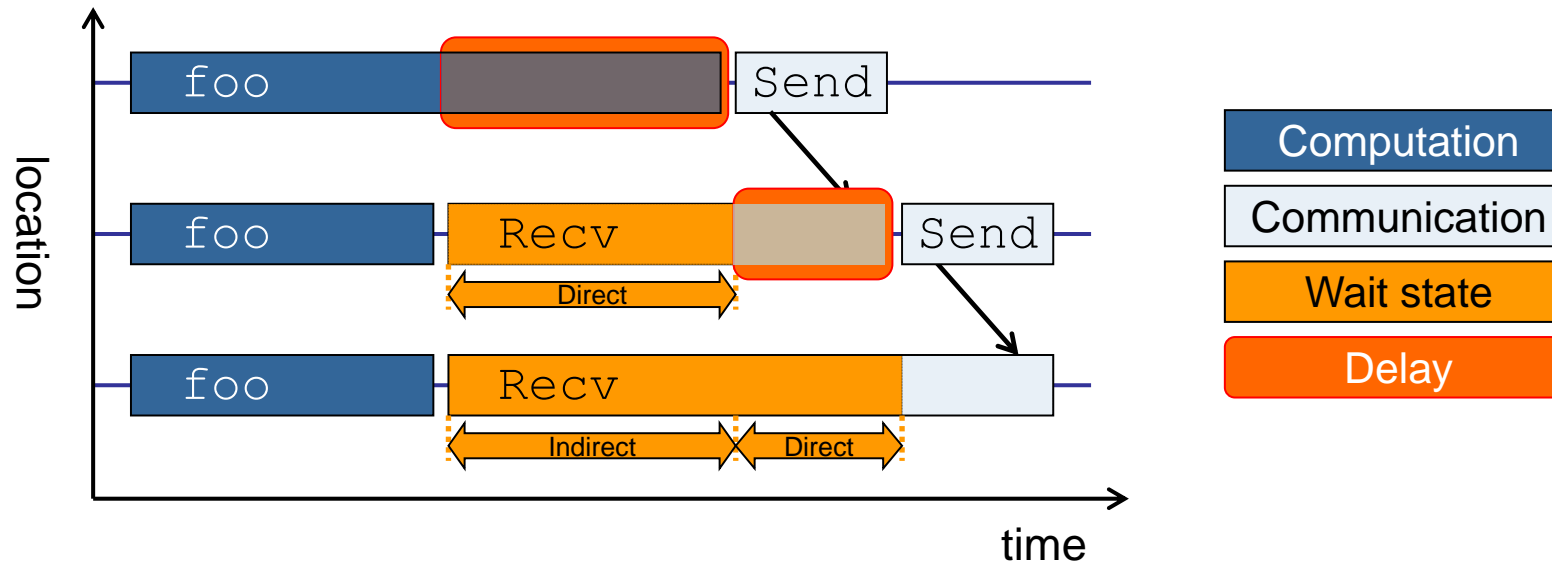 foo
Send
location
foo
Recv
Send
Direct
foo
Recv
Indirect
Direct
time
Computation
Communication
Wait state
Delay